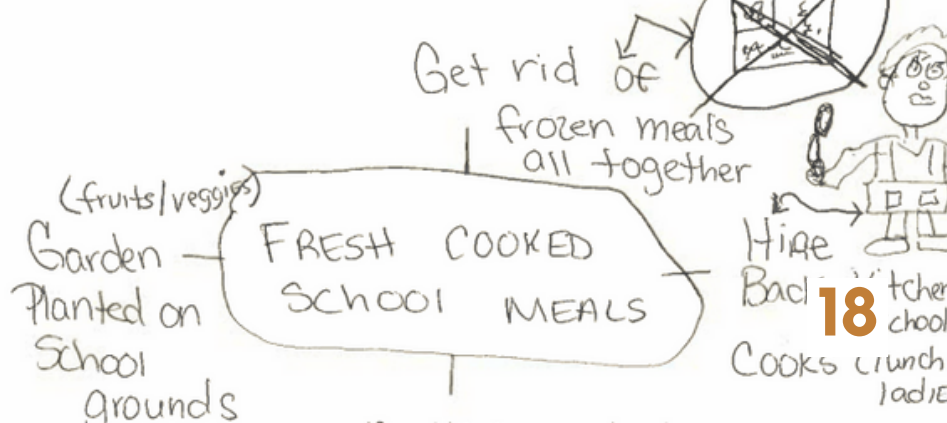 Get rid of
frozen meals
all together
(fruits/veggies)
Garden
Planted on
School
grounds
FRESH COOKED
SCHOOl MEALS
Hire
18
Cooks